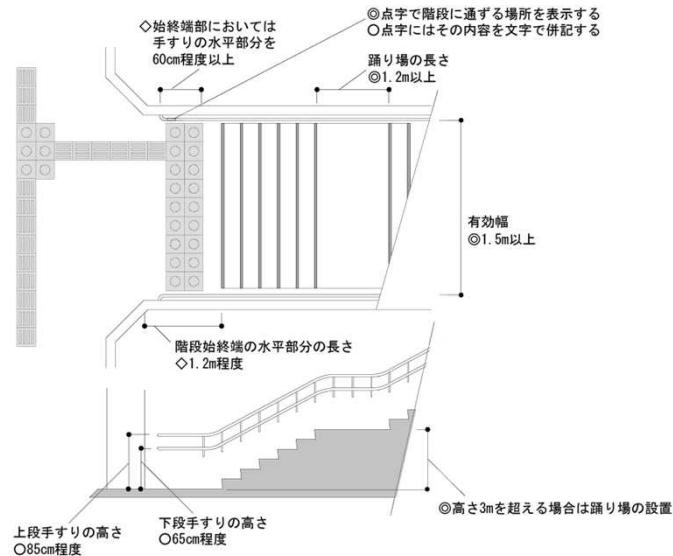 ◎点字で階段に通ずる場所を表示する
○点字にはその内容を文字で併記する
◇始終端部においては
手すりの水平部分を
60cm程度以上
踊り場の長さ
◎1.2m以上
有効幅
◎1.5m以上
階段始終端の水平部分の長さ
◇1.2m程度
◎高さ3mを超える場合は踊り場の設置
上段手すりの高さ
○85cm程度
下段手すりの高さ
○65cm程度